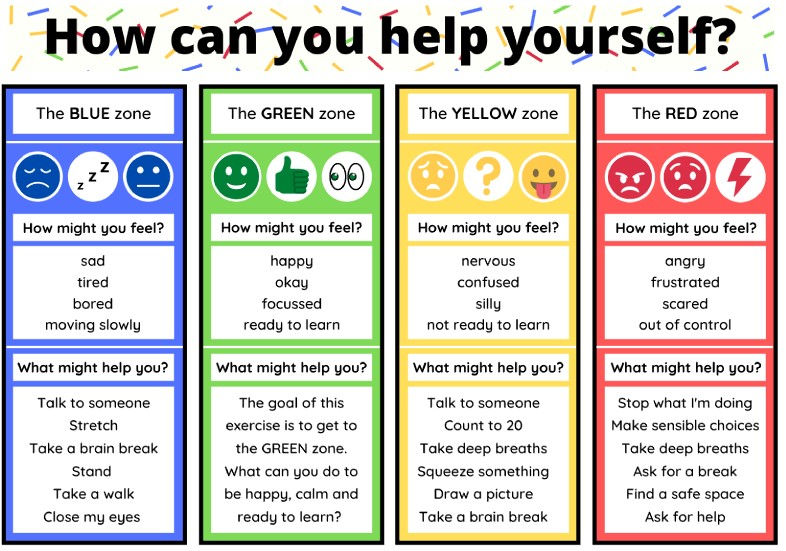 How can you help yourself?
The BLUE zone
z z z
How might you feel?
sad
tired
bored
moving slowly
What might help you?
Talk to someone
Stretch
Take a brain break
Stand
Take a walk
Close my eyes
The GREEN zone
How might you feel?
happy
okay
focussed
ready to learn
What might help you?
The goal of this
exercise is to get to
the GREEN zone.
What can you do to
be happy, calm and
ready to learn?
The YELLOW zone
?
How might you feel?
nervous
confused
silly
not ready to learn
What might help you?
Talk to someone
Count to 20
Take deep breaths
Squeeze something
Draw a picture
Take a brain break
The RED zone
How might you feel?
angry
frustrated
scared
out of control
What might help you?
Stop what I'm doing
Make sensible choices
Take deep breaths
Ask for a break
Find a safe space
Ask for help